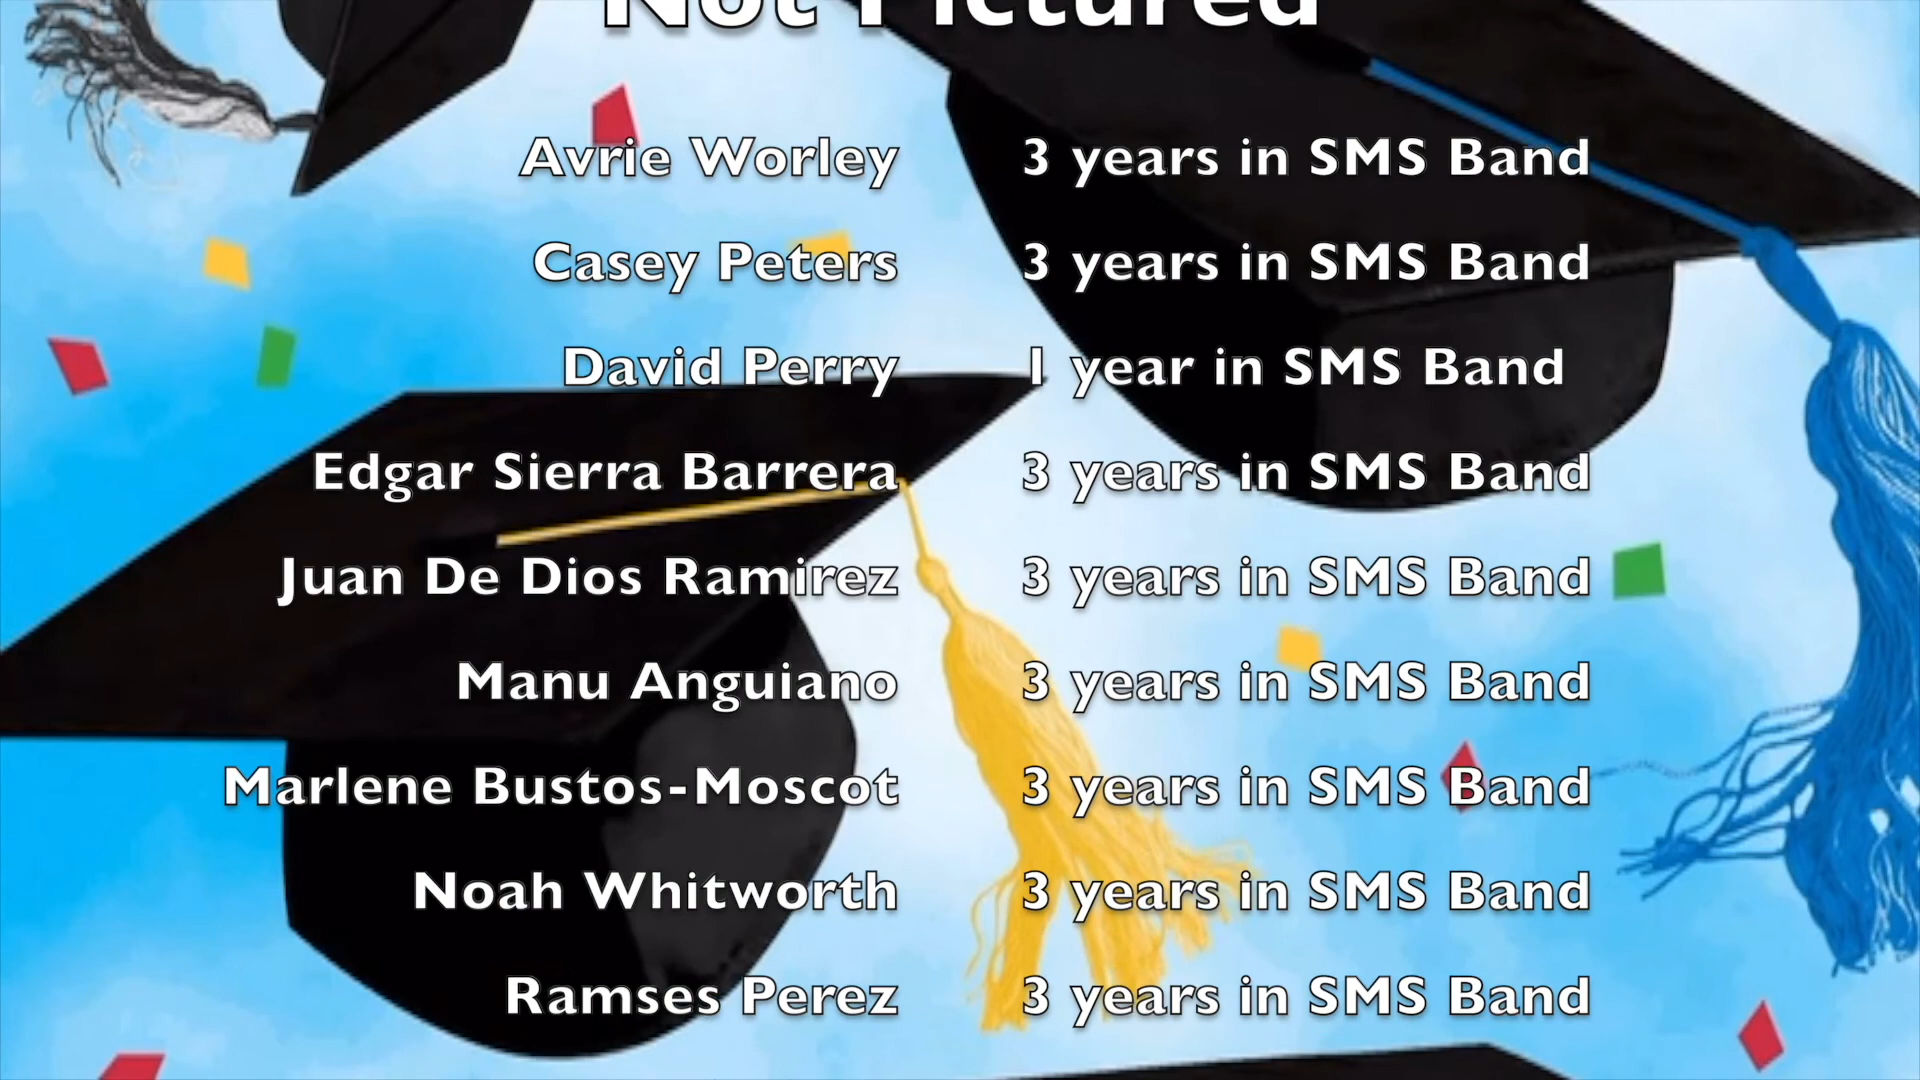 Not Pictured
Avrie Worley 3 years in SMS Band
Casey Peters 3 years in SMS Band
David Perry 1 year in SMS Band
Edgar Sierra Barrera 3 years in SMS Band
Juan De Dios Ramirez 3 years in SMS Band
Manu Anguiano 3 years in SMS Band
Marlene Bustos-Moscot 3 years in SMS Band
Noah Whitworth 3 years in SMS Band
Ramses Perez 3 years in SMS Band